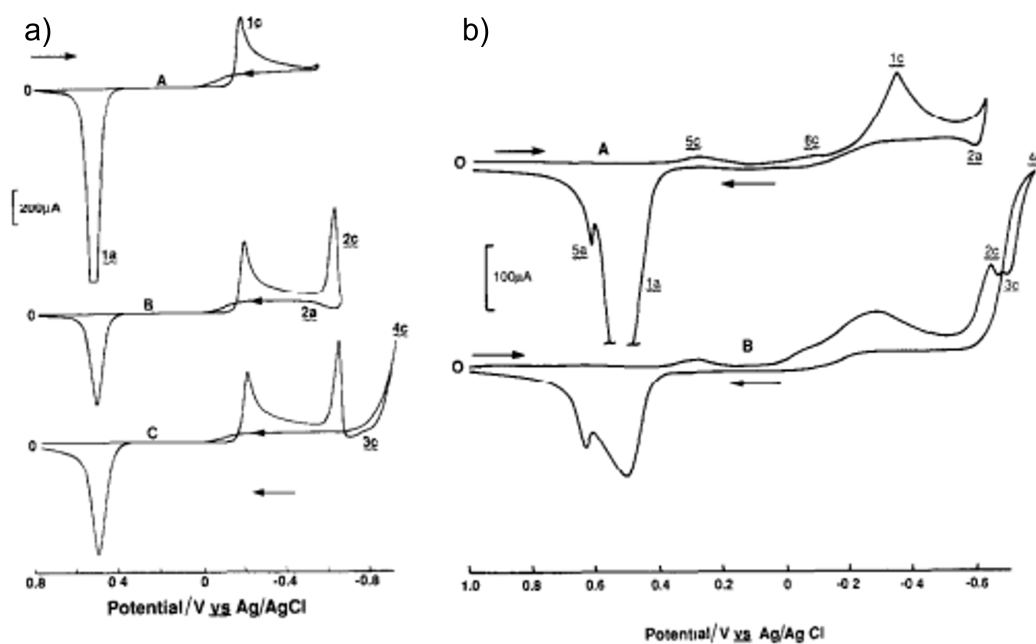 a)
1c
A
0
200μA
1a
2c
B
2a
0
4c
C
0
3c
0.8 0 4 0 -0.4 -0.8
Potential/V vs Ag/AgCl
b)
1c
A
5c
6c
O
2a
4
5a
1a
100μA
2c
3c
B
O
1.0 0.8 0.6 0.4 0.2 0 -0.2 -0.4 -0.6
Potential/V vs Ag/Ag Cl